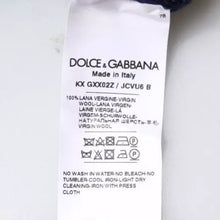 DOLCE & GABBANA
Made in Italy
KX GXX02Z / JCVU6 B
100% LANA VERGINE-VIRGIN
WOOL-LANA VIRGEN-
LAINE VIERGE-
VIRGEM-SCHURWOLLE-
VIRGIN WOOL
NO WASH IN WATER NO BLEACH NO
TUMBLER-COOL IRON-LIGHT DRY
CLEANING-IRON WITH PRESS
CLOTH